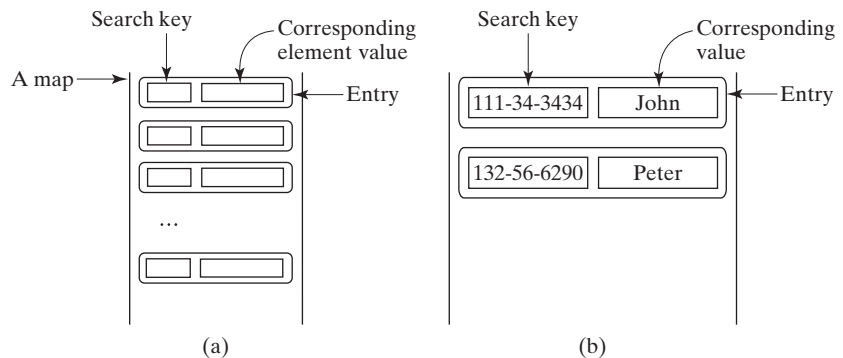 Search key
Corresponding
element value
A map
Entry
...
(a)
Search key
Corresponding
value
111-34-3434
John
Entry
132-56-6290
Peter
(b)